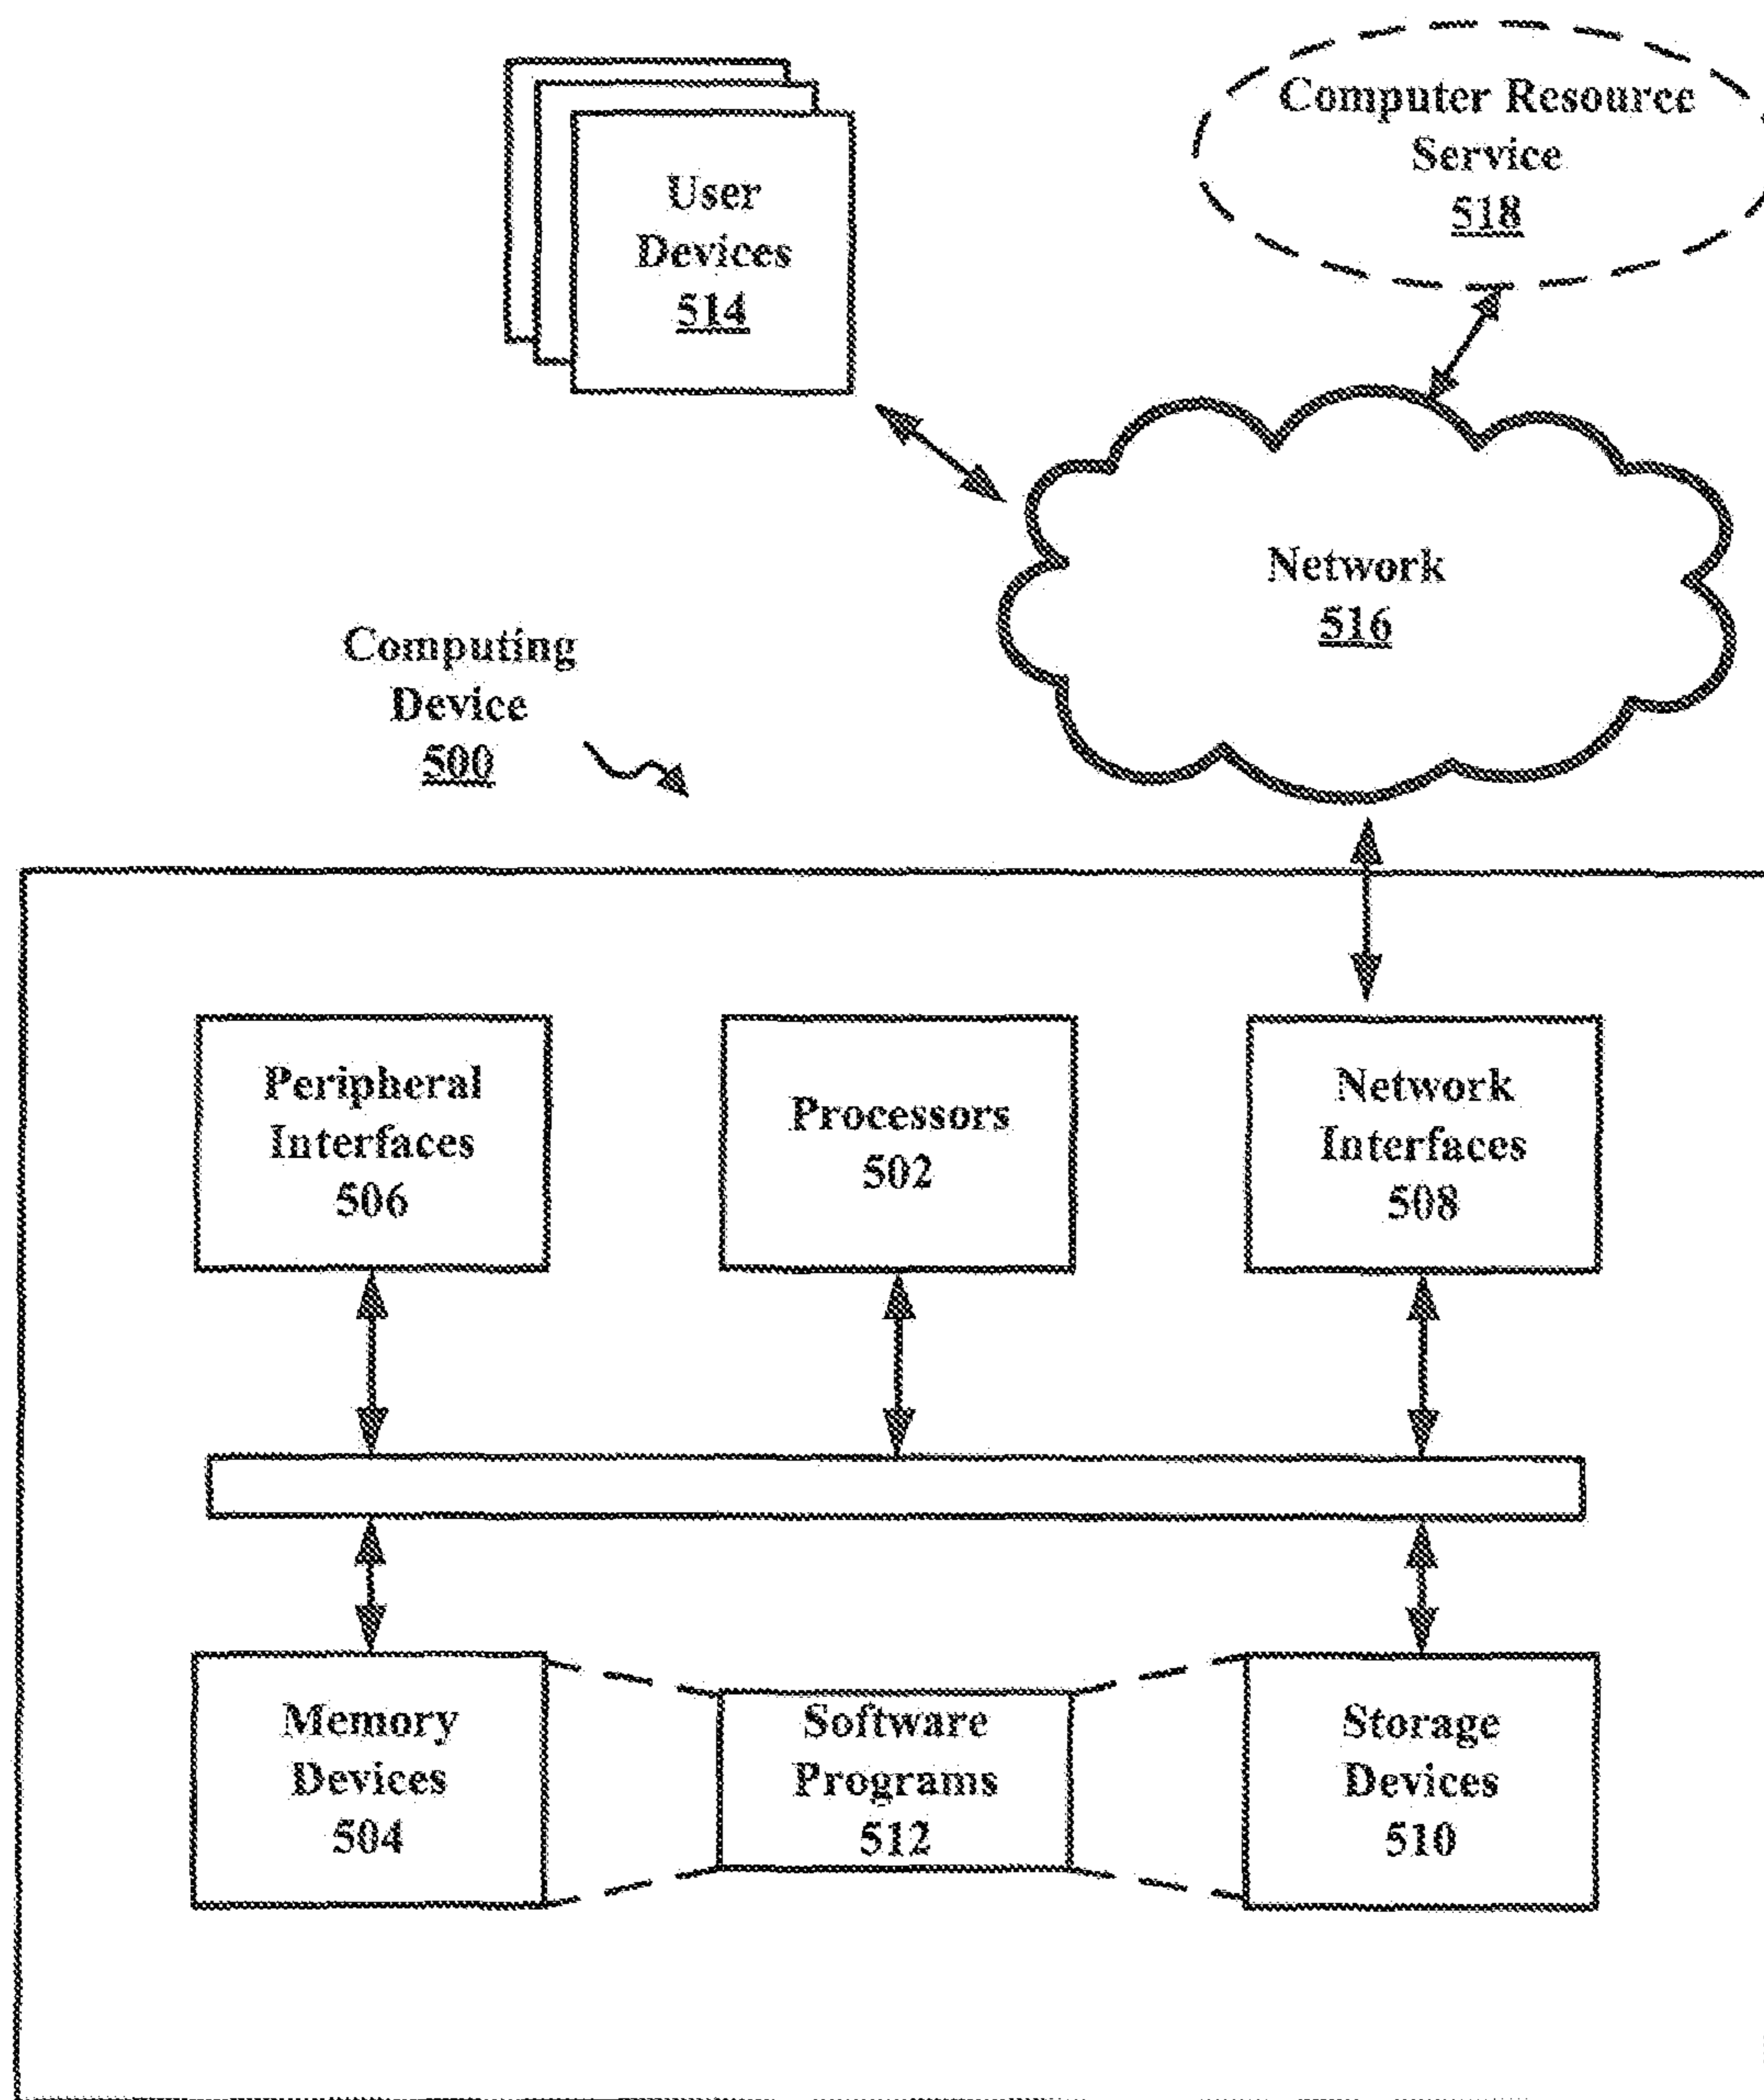 Computer Resource
Service
518
User
Devices
514
Network
516
Computing
Device
500
Peripheral
Interfaces
506
Processors
502
Network
Interfaces
508
Memory
Devices
504
Software
Programs
512
Storage
Devices
510